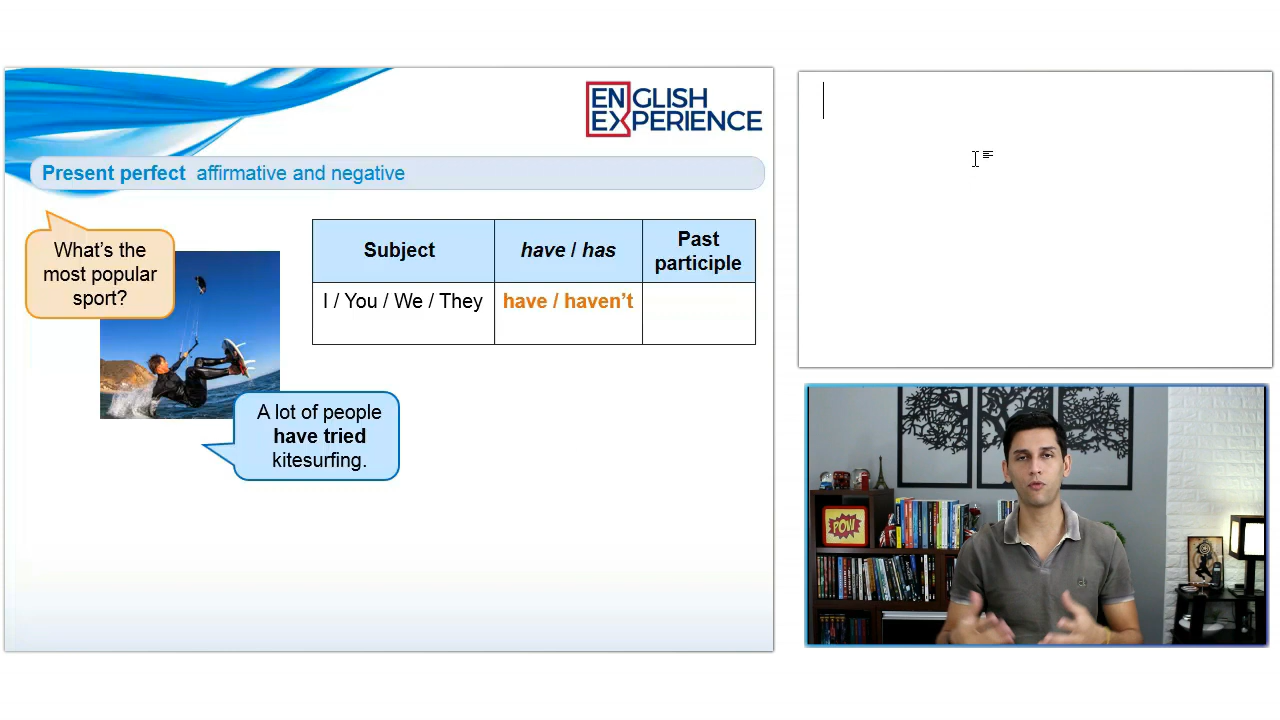 ENGLISH
EXPERIENCE
Present perfect affirmative and negative
What's the
most popular
sport?
Subject
have / has
Past
participle
I / You / We / They
have / haven't
A lot of people
have tried
kitesurfing.
POW